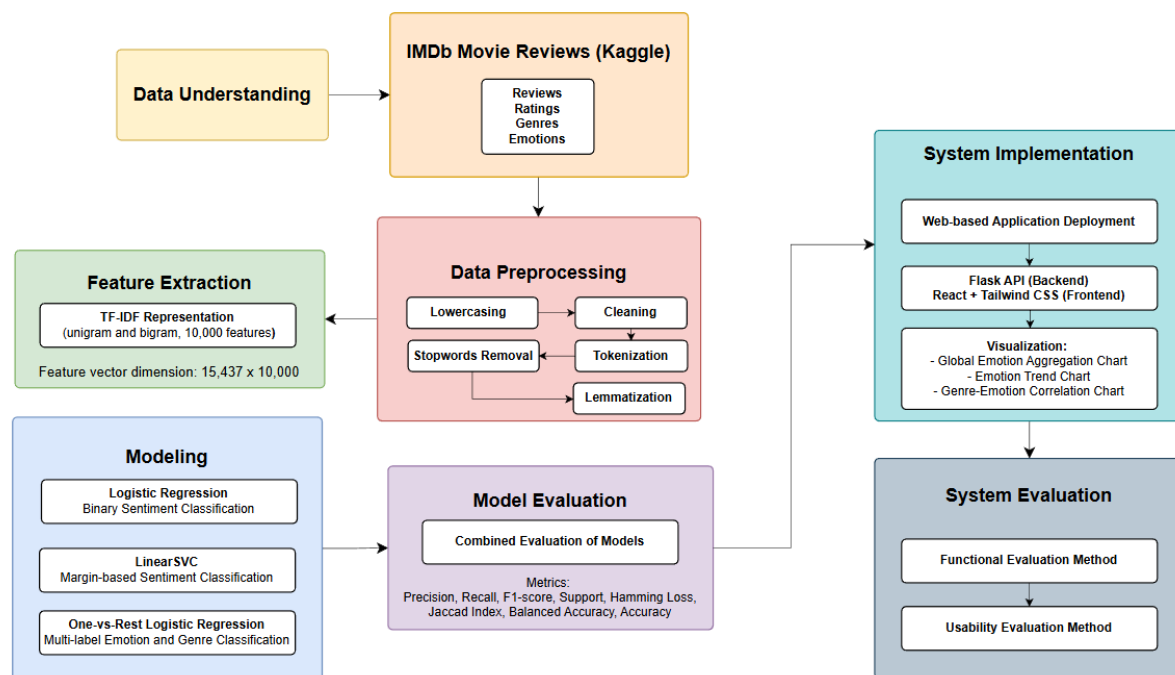 Data Understanding
IMDb Movie Reviews (Kaggle)
Reviews
Ratings
Genres
Emotions
Data Preprocessing
Lowercasing
Cleaning
Stopwords Removal
Tokenization
Lemmatization
Feature Extraction
TF-IDF Representation
(unigram and bigram, 10,000 features)
Feature vector dimension: 15,437 x 10,000
Modeling
Logistic Regression
Binary Sentiment Classification
LinearSVC
Margin-based Sentiment Classification
One-vs-Rest Logistic Regression
Multi-label Emotion and Genre Classification
Model Evaluation
Combined Evaluation of Models
Metrics:
Precision, Recall, F1-score, Support, Hamming Loss,
Jaccad Index, Balanced Accuracy, Accuracy
System Implementation
Web-based Application Deployment
Flask API (Backend)
React + Tailwind CSS (Frontend)
Visualization:
- Global Emotion Aggregation Chart
- Emotion Trend Chart
- Genre-Emotion Correlation Chart
System Evaluation
Functional Evaluation Method
Usability Evaluation Method